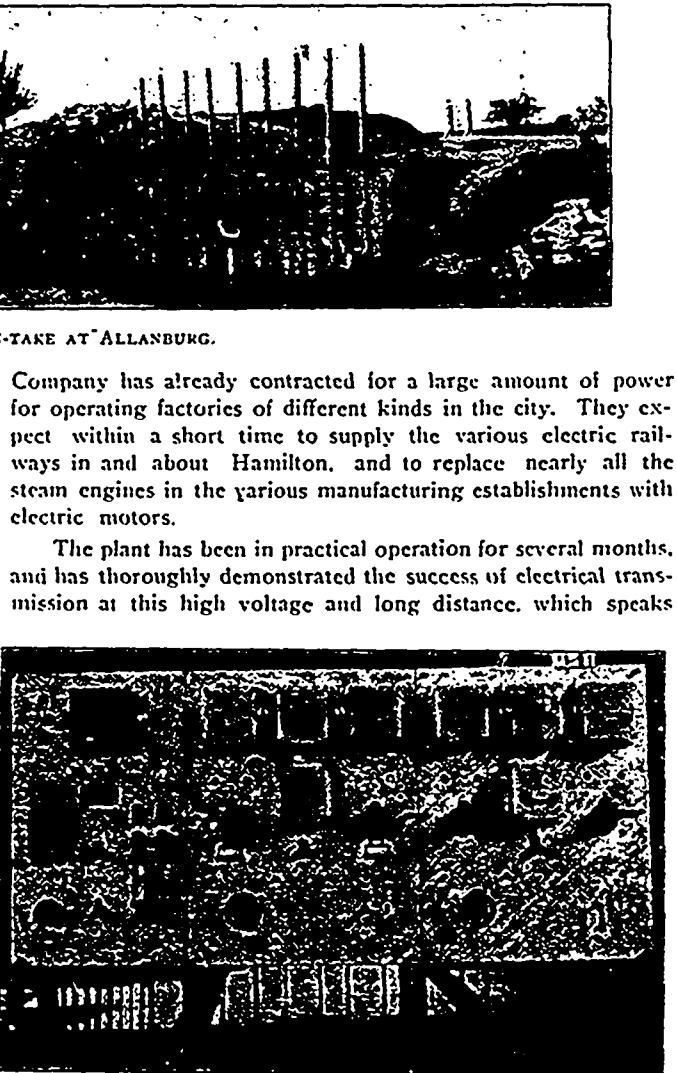 -TAKE AT ALLANBURG.
Company has already contracted for a large amount of power
for operating factories of different kinds in the city. They ex-
pect within a short time to supply the various electric rail-
ways in and about Hamilton, and to replace nearly all the
steam engines in the various manufacturing establishments with
electric motors.
The plant has been in practical operation for several months,
and has thoroughly demonstrated the success of electrical trans-
mission at this high voltage and long distance, which speaks